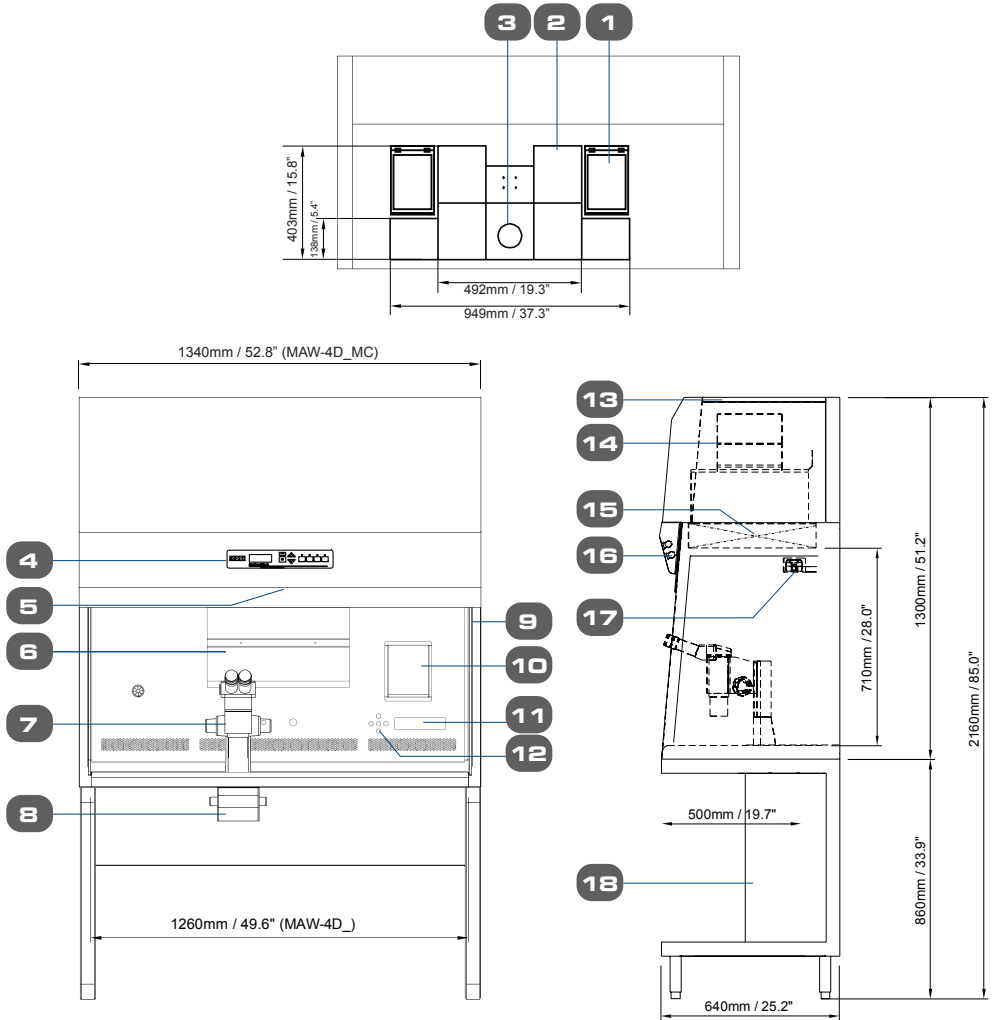 3 2 1
403mm / 15.8"
138mm / 5.4"
492mm / 19.3"
949mm / 37.3"
1340mm / 52.8" (MAW-4D_MC)
4
5
6
7
8
9
10
11
12
1260mm / 49.6" (MAW-4D_)
13
14
15
16
17
18
710mm / 28.0"
1300mm / 51.2"
2160mm / 85.0"
500mm / 19.7"
860mm / 33.9"
640mm / 25.2"